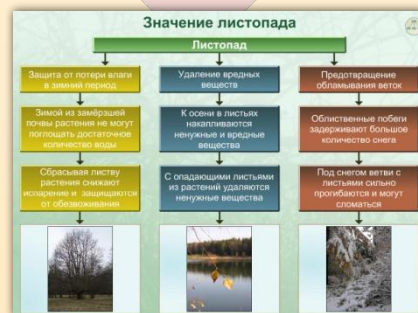 Значение листопада
Листопад
Защита от потери влаги
в зимний период
Зимой из замёрзшей
почвы растения не могут
поглощать достаточное
количество воды
Сбрасывая листву
растения снижают
испарение и защищаются
от обезвоживания
Удаление вредных
веществ
К осени в листьях
накапливаются
ненужные и вредные
вещества
С опадающими листьями
из растений удаляются
ненужные вещества
Предотвращение
обламывания веток
Облиственные побеги
задерживают большое
количество снега
Под снегом ветви с
листьями сильно
прогибаются и могут
сломаться